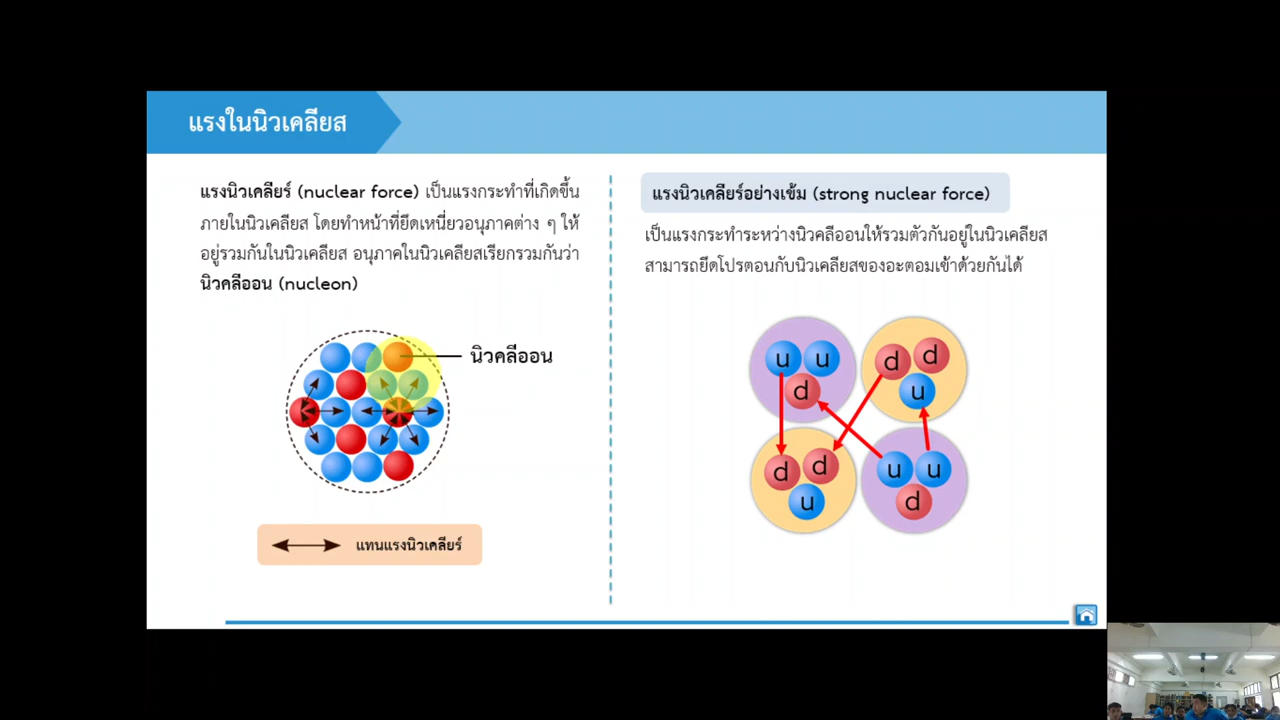 แรงในนิวเคลียส
แรงนิวเคลียร์ (nuclear force) เป็นแรงกระทำที่เกิดขึ้น
ภายในนิวเคลียส โดยทำหน้าที่ยึดเหนี่ยวอนุภาคต่าง ๆ ให้
อยู่รวมกันในนิวเคลียส อนุภาคในนิวเคลียสเรียกรวมกันว่า
นิวคลีออน (nucleon)
นิวคลีออน
แทนแรงนิวเคลียร์
แรงนิวเคลียร์อย่างเข้ม (strong nuclear force)
เป็นแรงกระทำระหว่างนิวคลีออนให้รวมตัวกันอยู่ในนิวเคลียส
สามารถยึดโปรตอนกับนิวเคลียสของอะตอมเข้าด้วยกันได้
u u d
d d u
d d u
u u d